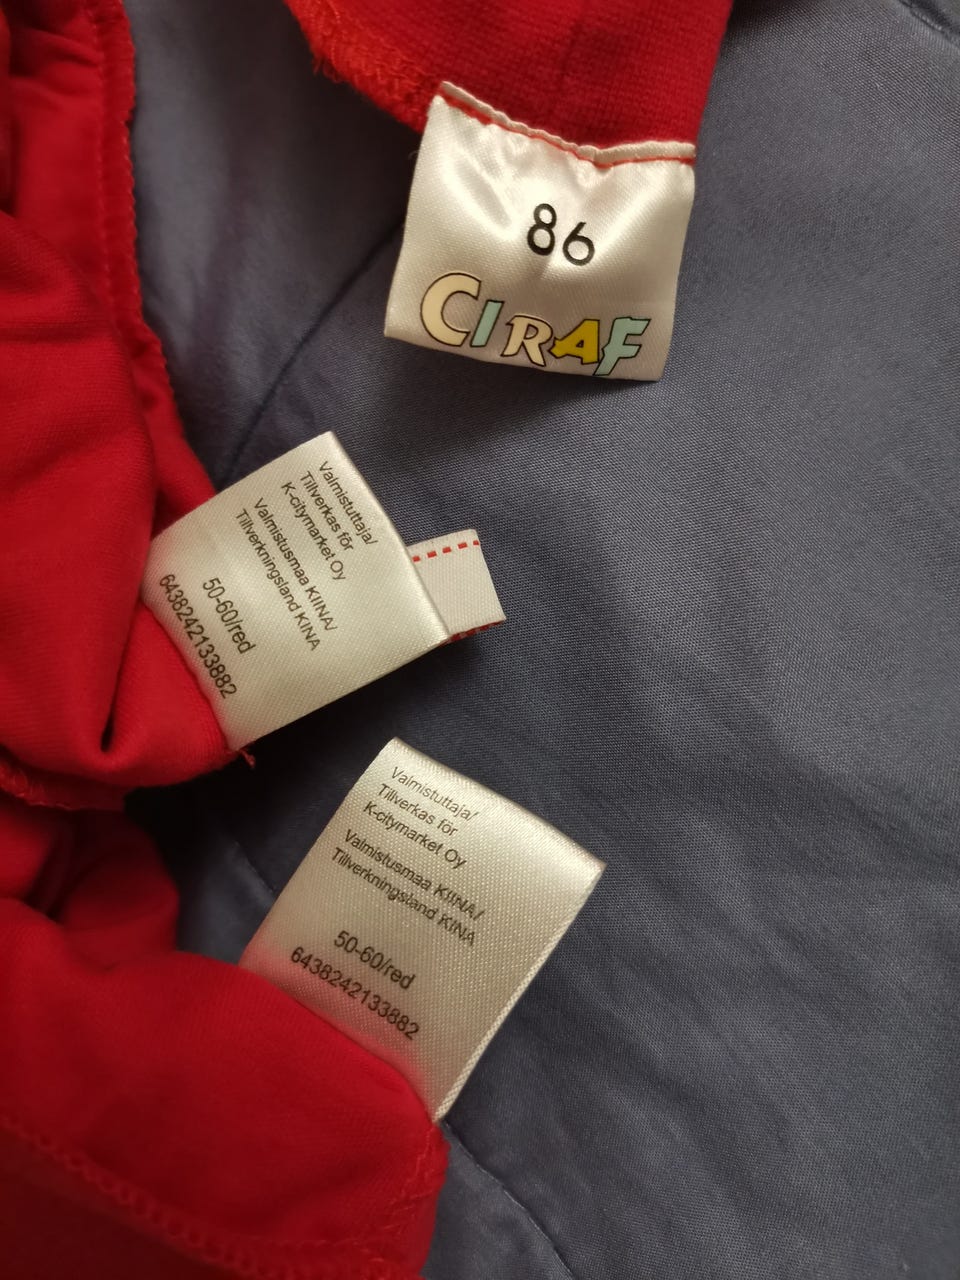 86
CIRAF
Valmistuttaja/
Tillverkas för
K-citymarket Oy
Valmistusmaa KIINA/
Tillverkningsland KINA
50-60/red
6438242133882
Valmistuttaja/
Tillverkas för
K-citymarket Oy
Valmistusmaa KIINA/
Tillverkningsland KINA
50-60/red
6438242133882